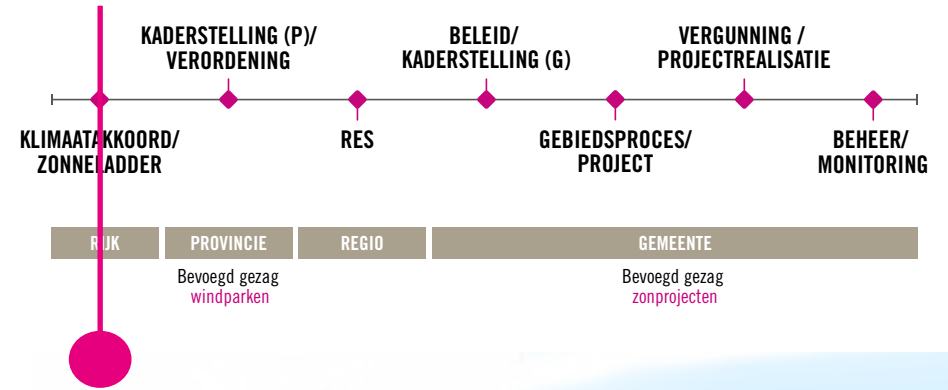 KADERSTELLING (P)/
VERORDENING
BELEID/
KADERSTELLING (G)
VERGUNNING /
PROJECTREALISATIE
KLIMAATAKKOORD/
ZONNELADDER
RES
GEBIEDSPROCES/
PROJECT
BEHEER/
MONITORING
RIJK
PROVINCIE
REGIO
GEMEENTE
Bevoegd gezag
windparken
Bevoegd gezag
zonprojecten